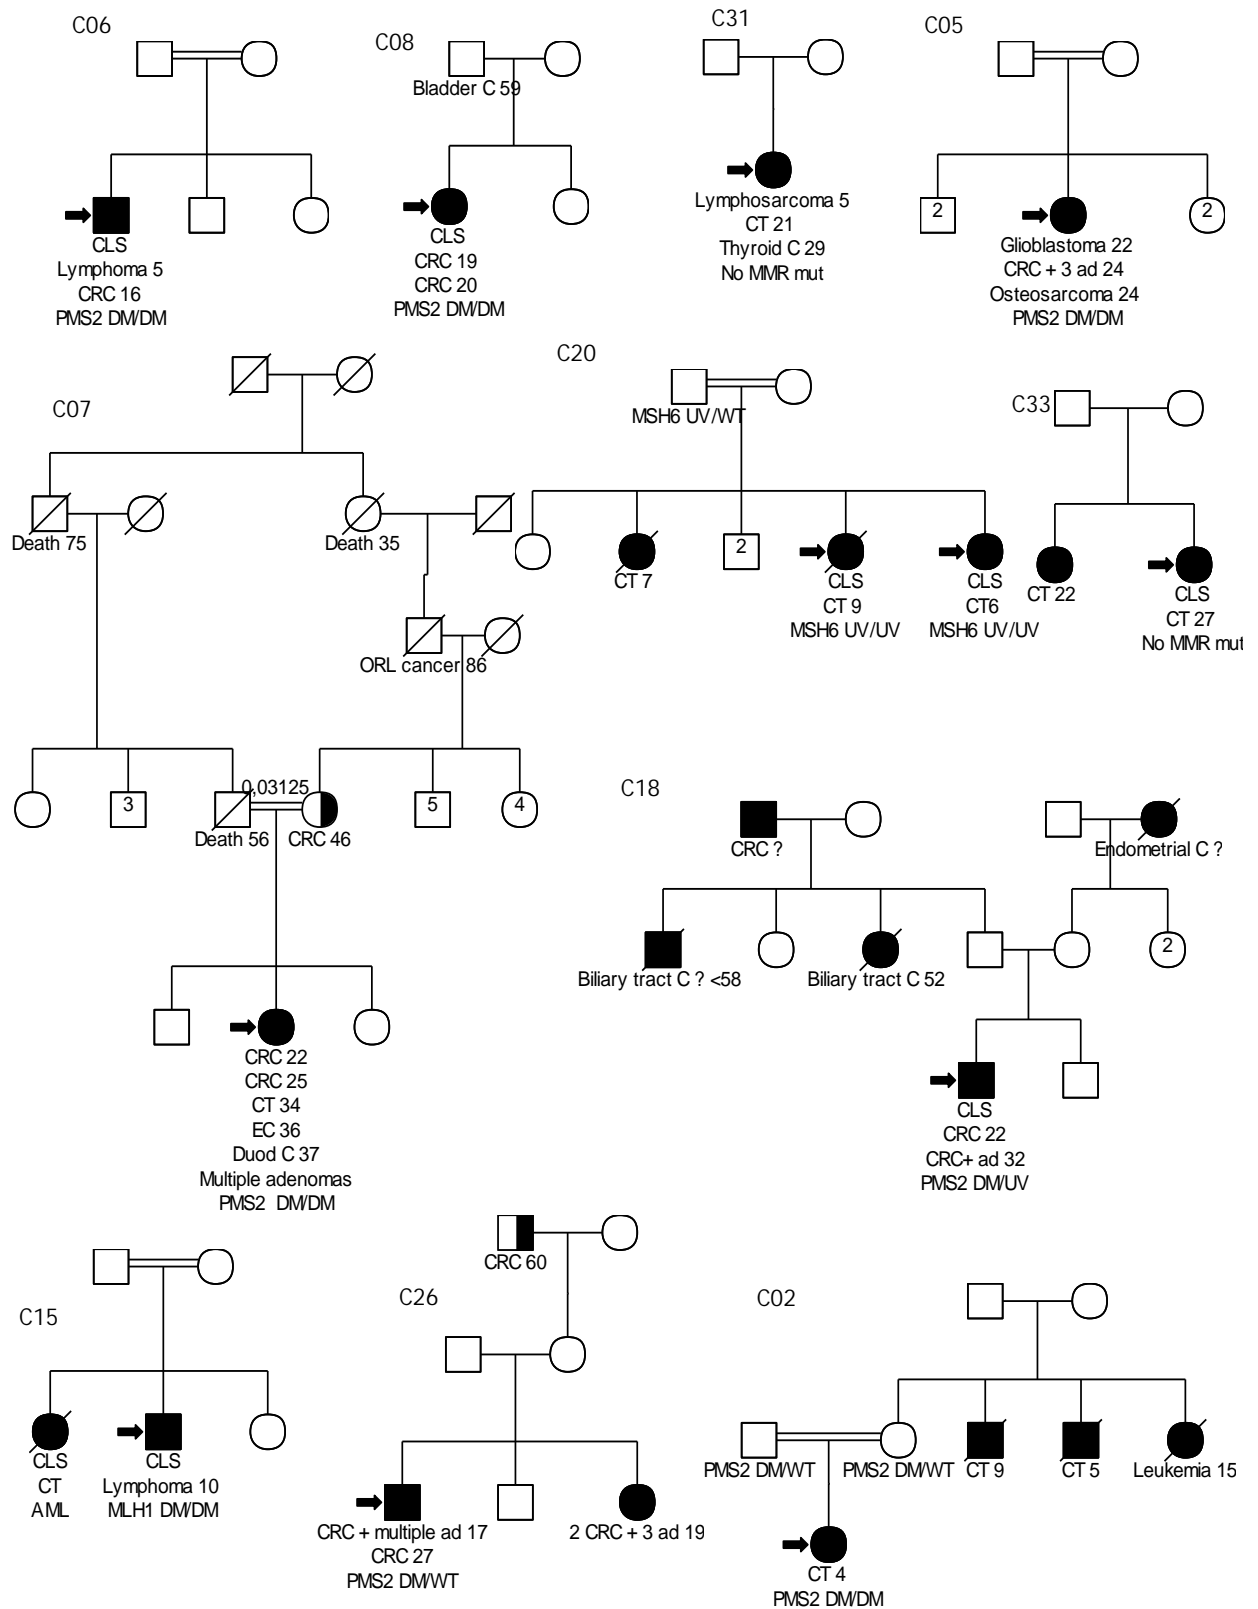 C06
C08
Bladder C 59
C31
C05
CLS
Lymphoma 5
CRC 16
PMS2 DM/DM
CLS
CRC 19
CRC 20
PMS2 DM/DM
Lymphosarcoma 5
CT 21
Thyroid C 29
No MMR mut
2
2
Glioblastoma 22
CRC + 3 ad 24
Osteosarcoma 24
PMS2 DM/DM
C07
Death 75
Death 35
ORL cancer 86
3
0,03125
5
4
Death 56
CRC 46
CRC 22
CRC 25
CT 34
EC 36
Duod C 37
Multiple adenomas
PMS2 DM/DM
C20
MSH6 UV/WT
CT 7
2
CLS
CT 9
MSH6 UV/UV
CLS
CT6
MSH6 UV/UV
C33
CT 22
CLS
CT 27
No MMR mut
C18
CRC ?
Endometrial C ?
Biliary tract C ? <58
Biliary tract C 52
2
CLS
CRC 22
CRC+ ad 32
PMS2 DM/UV
C15
CLS
CT
AML
CLS
Lymphoma 10
MLH1 DM/DM
C26
CRC 60
CRC + multiple ad 17
CRC 27
PMS2 DM/WT
2 CRC + 3 ad 19
C02
PMS2 DM/WT
PMS2 DM/WT
CT 9
CT 5
Leukemia 15
CT 4
PMS2 DM/DM